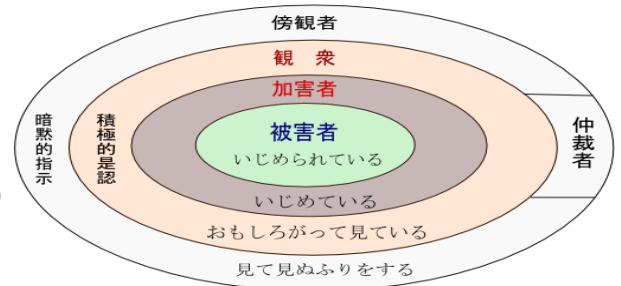 傍観者
観 衆
加害者
被害者
いじめられている
いじめている
おもしろがって見ている
見て見ぬふりをする
暗黙的指示
積極的是認
仲裁者